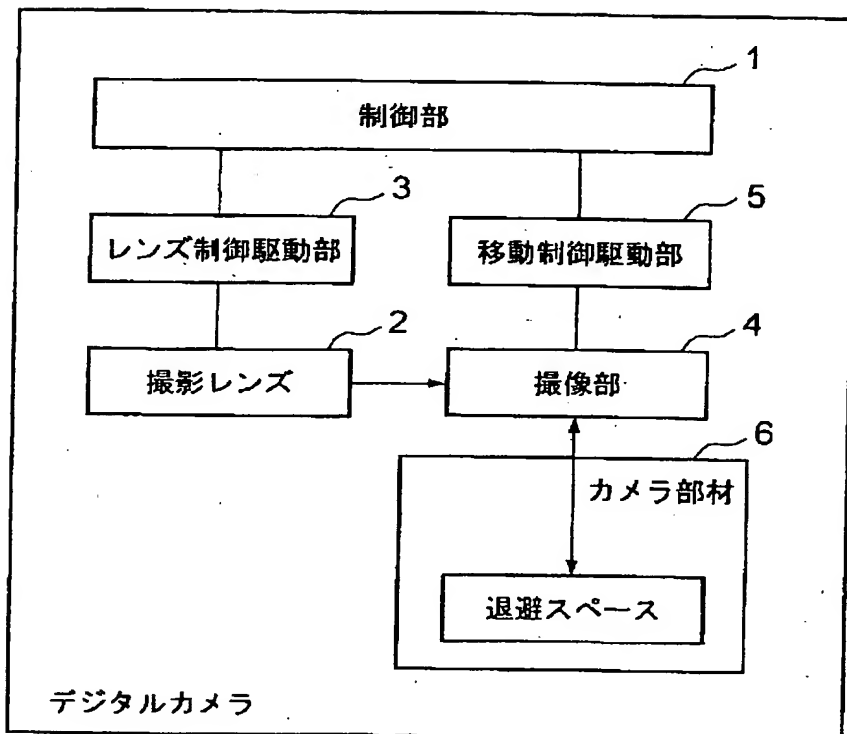 1
制御部
3
5
レンズ制御駆動部
移動制御駆動部
2
4
撮影レンズ
撮像部
6
カメラ部材
退避スペース
デジタルカメラ